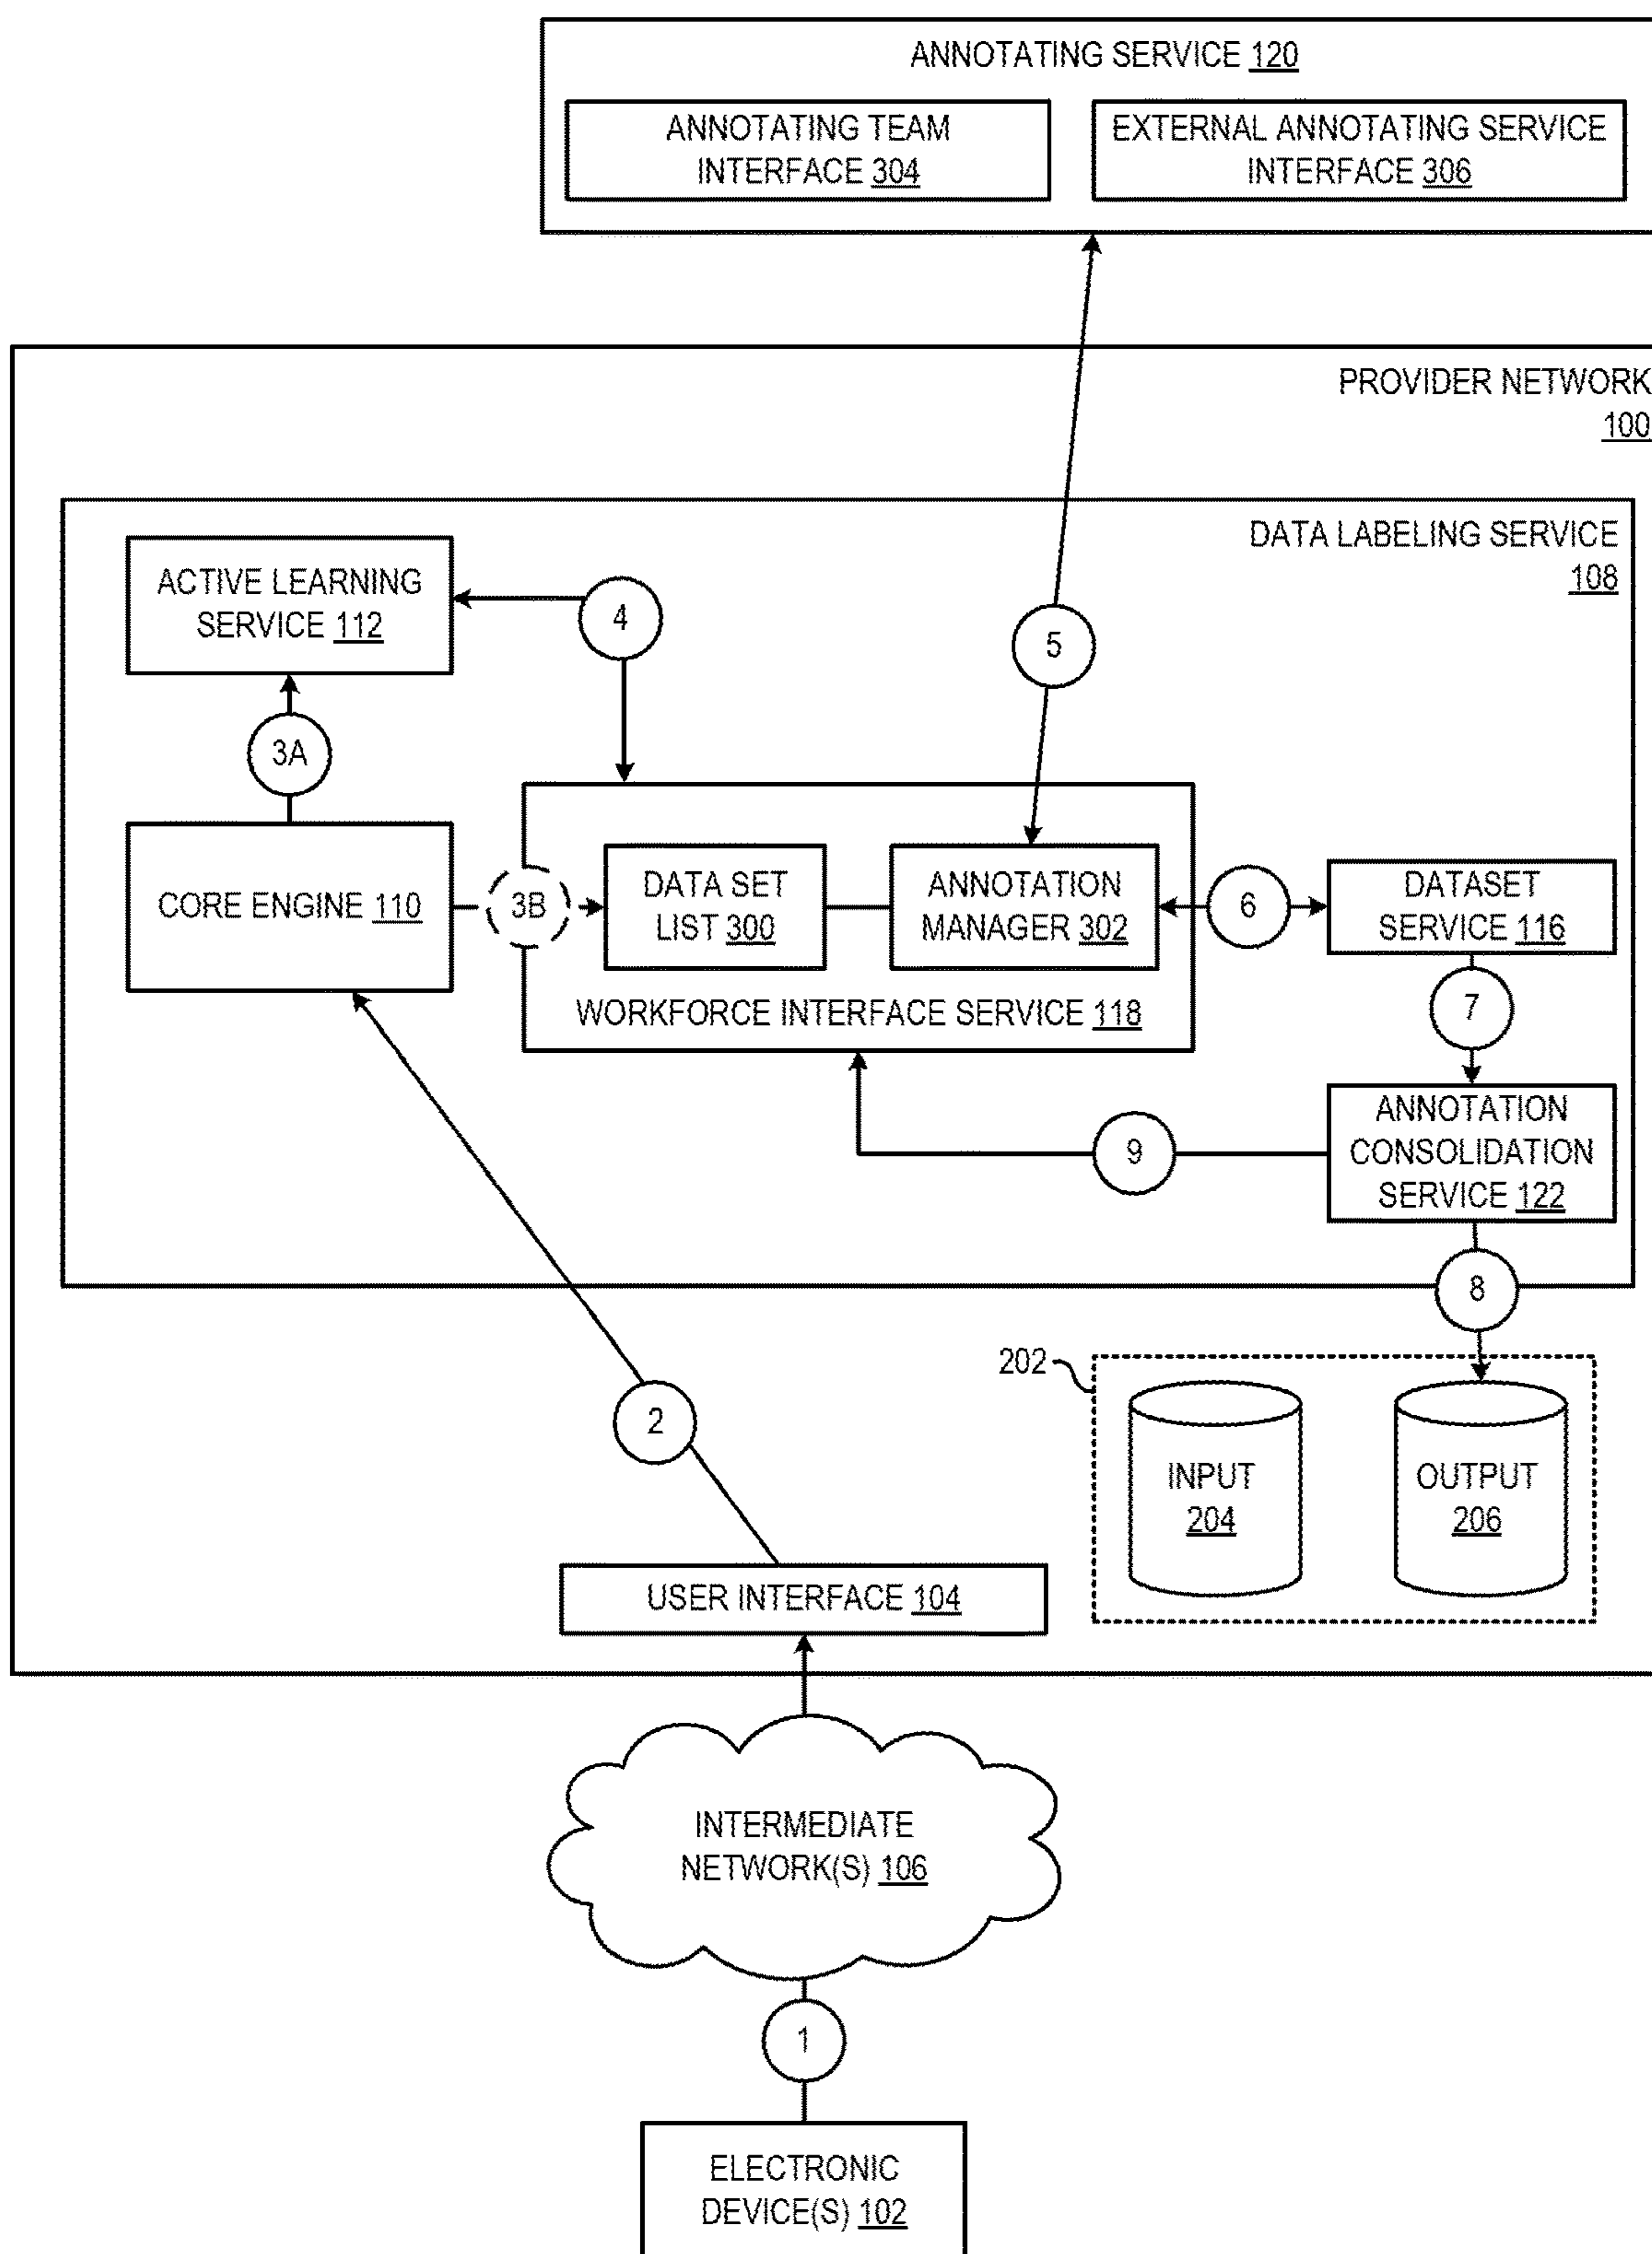 ANNOTATING SERVICE 120
ANNOTATING TEAM
INTERFACE 304
EXTERNAL ANNOTATING SERVICE
INTERFACE 306
PROVIDER NETWORK
100
DATA LABELING SERVICE
108
ACTIVE LEARNING
SERVICE 112
4
5
3A
CORE ENGINE 110
3B
DATA SET
LIST 300
ANNOTATION
MANAGER 302
6
DATASET
SERVICE 116
WORKFORCE INTERFACE SERVICE 118
7
ANNOTATION
CONSOLIDATION
SERVICE 122
9
8
202
2
INPUT
204
OUTPUT
206
USER INTERFACE 104
INTERMEDIATE
NETWORK(S) 106
1
ELECTRONIC
DEVICE(S) 102